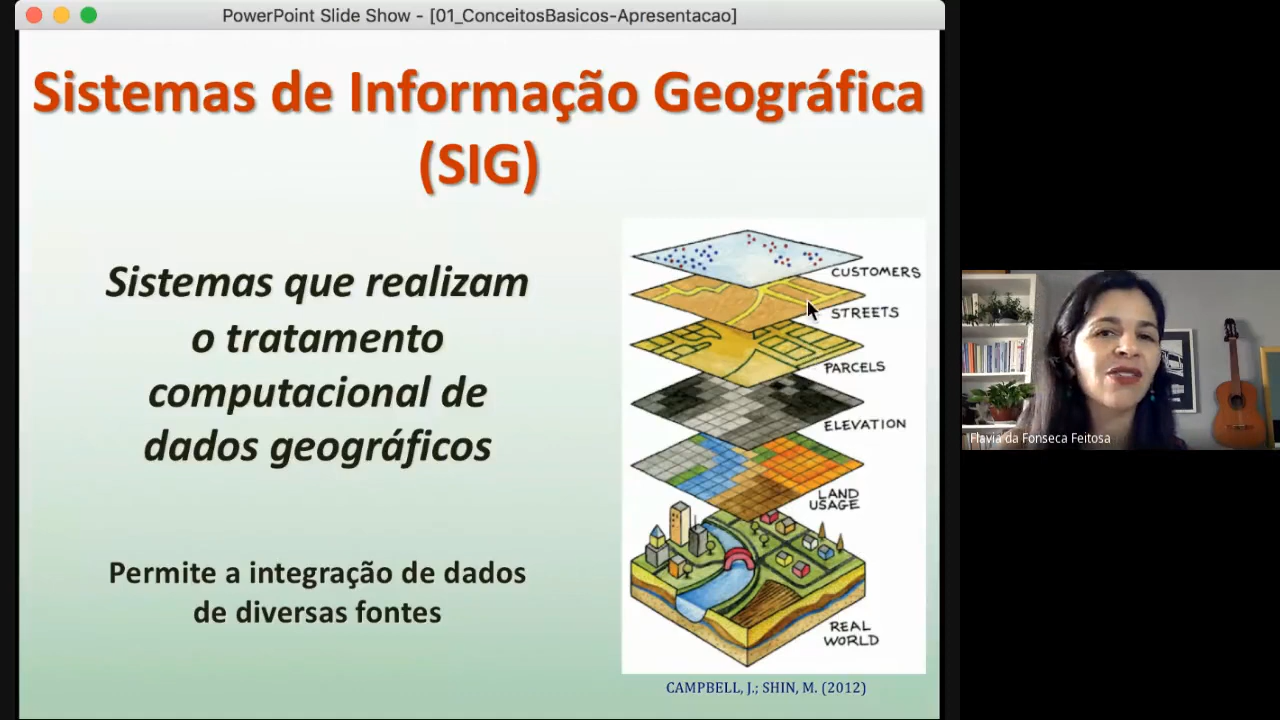 PowerPoint Slide Show - [01_ConceitosBasicos-Apresentacao]
Sistemas de Informação Geográfica
(SIG)
Sistemas que realizam
o tratamento
computacional de
dados geográficos
Permite a integração de dados
de diversas fontes
CUSTOMERS
STREETS
PARCELS
ELEVATION
LAND
USAGE
REAL
WORLD
CAMPBELL, J.; SHIN, M. (2012)
Flavia da Fonseca Feitosa